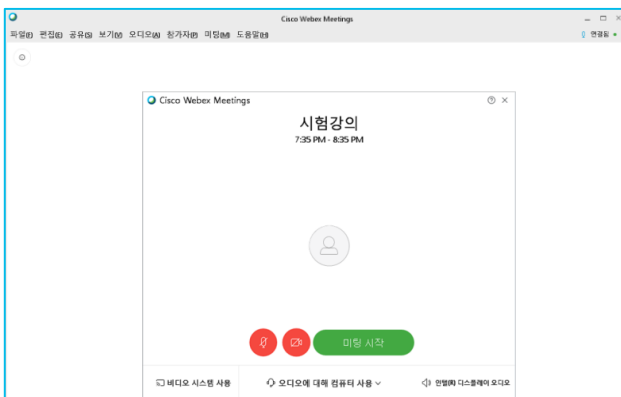 Cisco Webex Meetings
파일(F) 편집(E) 공유(S) 보기(V) 오디오(A) 참가자(P) 미팅(M) 도움말(H) 연결됨
Cisco Webex Meetings
시험강의
7:35 PM - 8:35 PM
미팅 시작
비디오 시스템 사용 오디오에 대해 컴퓨터 사용 인텔(R) 디스플레이 오디오